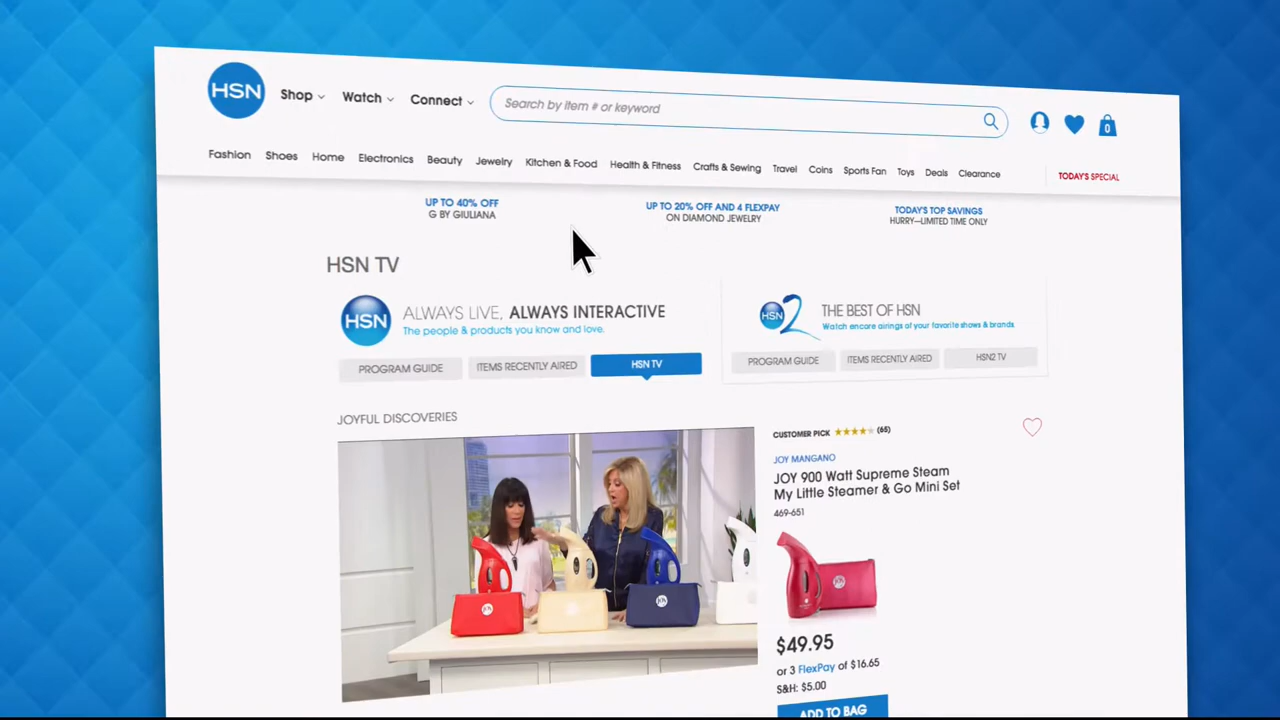 HSN
Shop
Watch
Connect
Search by item # or keyword
0
Fashion
Shoes
Home
Electronics
Beauty
Jewelry
Kitchen & Food
Health & Fitness
Crafts & Sewing
Travel
Coins
Sports Fan
Toys
Deals
Clearance
TODAY'S SPECIAL
UP TO 40% OFF
G BY GIULIANA
UP TO 20% OFF AND 4 FLEXPAY
ON DIAMOND JEWELRY
TODAY'S TOP SAVINGS
HURRY—LIMITED TIME ONLY
HSN TV
HSN
ALWAYS LIVE, ALWAYS INTERACTIVE
The people & products you know and love.
PROGRAM GUIDE
ITEMS RECENTLY AIRED
HSN TV
HSN2
THE BEST OF HSN
Watch encore airings of your favorite shows & brands.
PROGRAM GUIDE
ITEMS RECENTLY AIRED
HSN2 TV
JOYFUL DISCOVERIES
HSN
HSN
CUSTOMER PICK
(65)
JOY MANGANO
JOY 900 Watt Supreme Steam
My Little Steamer & Go Mini Set
469-651
HSN
$49.95
or 3 FlexPay of $16.65
S&H: $5.00
ADD TO BAG